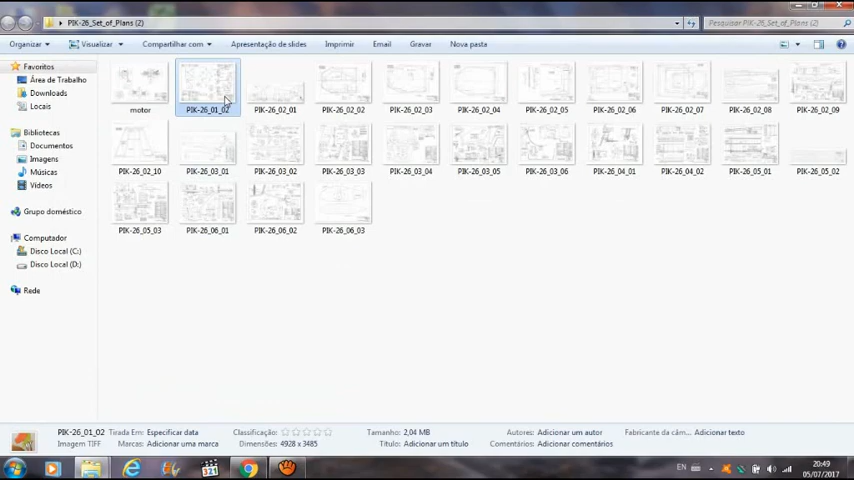 PIK-26_Set_of_Plans (2)
Pesquisar PIK-26_Set_of_Plans (2)
Organizar Visualizar Compartilhar com Apresentação de slides Imprimir Email Gravar Nova pasta
Favoritos
Área de Trabalho
Downloads
Locais
Bibliotecas
Documentos
Imagens
Músicas
Vídeos
Grupo doméstico
Computador
Disco Local (C:)
Disco Local (D:)
Rede
motor PIK-26_01_02 PIK-26_02_01 PIK-26_02_02 PIK-26_02_03 PIK-26_02_04 PIK-26_02_05 PIK-26_02_06 PIK-26_02_07 PIK-26_02_08 PIK-26_02_09
PIK-26_02_10 PIK-26_03_01 PIK-26_03_02 PIK-26_03_03 PIK-26_03_04 PIK-26_03_05 PIK-26_03_06 PIK-26_04_01 PIK-26_04_02 PIK-26_05_01 PIK-26_05_02
PIK-26_05_03 PIK-26_06_01 PIK-26_06_02 PIK-26_06_03
PIK-26_01_02 Tirada Em: Especificar data Classificação: Tamanho: 2,04 MB Autores: Adicionar um autor Fabricante da câm... Adicionar texto
Imagem TIFF Marcas: Adicionar uma marca Dimensões: 4928 x 3485 Título: Adicionar um título Comentários: Adicionar comentários
321
EN
20:49
05/07/2017